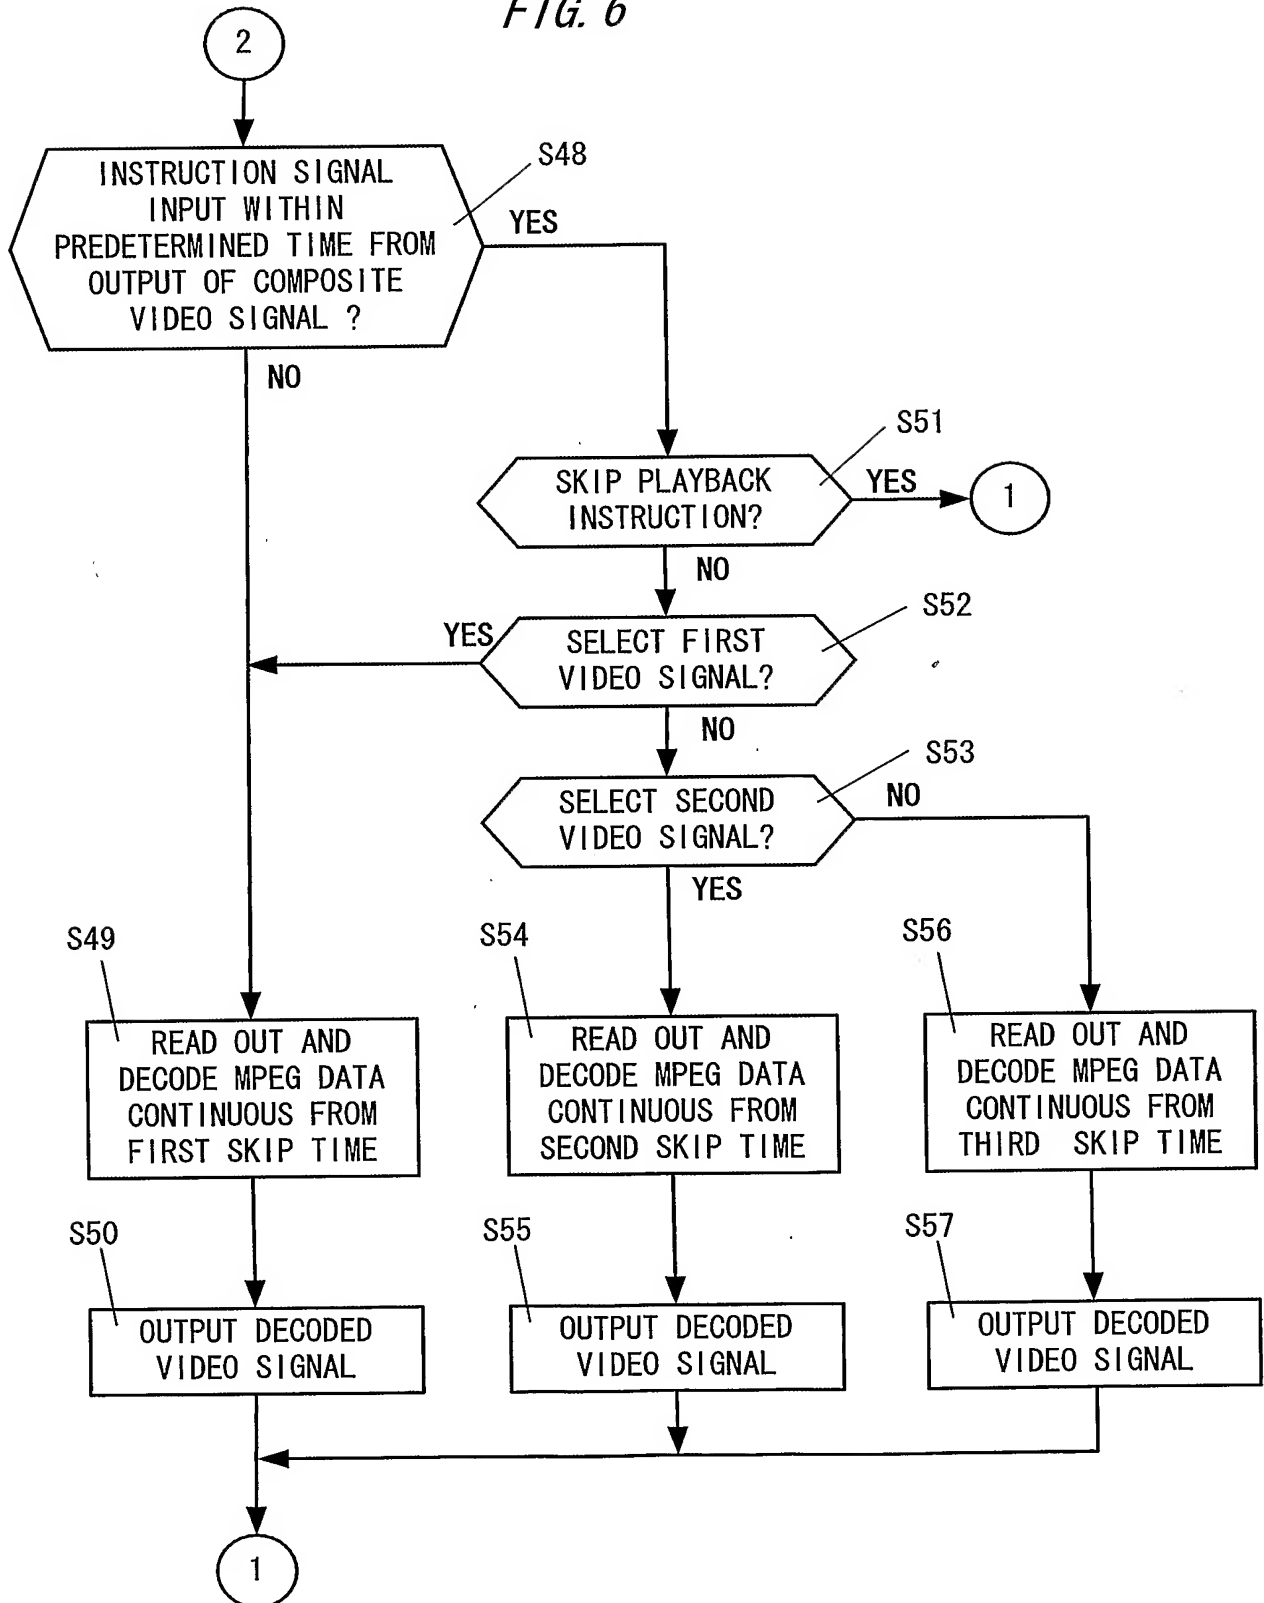 FIG. 6
2
S48
INSTRUCTION SIGNAL
INPUT WITHIN
PREDETERMINED TIME FROM
OUTPUT OF COMPOSITE
VIDEO SIGNAL ?
YES
NO
S51
SKIP PLAYBACK
INSTRUCTION?
YES
1
NO
S52
SELECT FIRST
VIDEO SIGNAL?
YES
NO
S53
SELECT SECOND
VIDEO SIGNAL?
NO
YES
S49
READ OUT AND
DECODE MPEG DATA
CONTINUOUS FROM
FIRST SKIP TIME
S54
READ OUT AND
DECODE MPEG DATA
CONTINUOUS FROM
SECOND SKIP TIME
S56
READ OUT AND
DECODE MPEG DATA
CONTINUOUS FROM
THIRD SKIP TIME
S50
OUTPUT DECODED
VIDEO SIGNAL
S55
OUTPUT DECODED
VIDEO SIGNAL
S57
OUTPUT DECODED
VIDEO SIGNAL
1